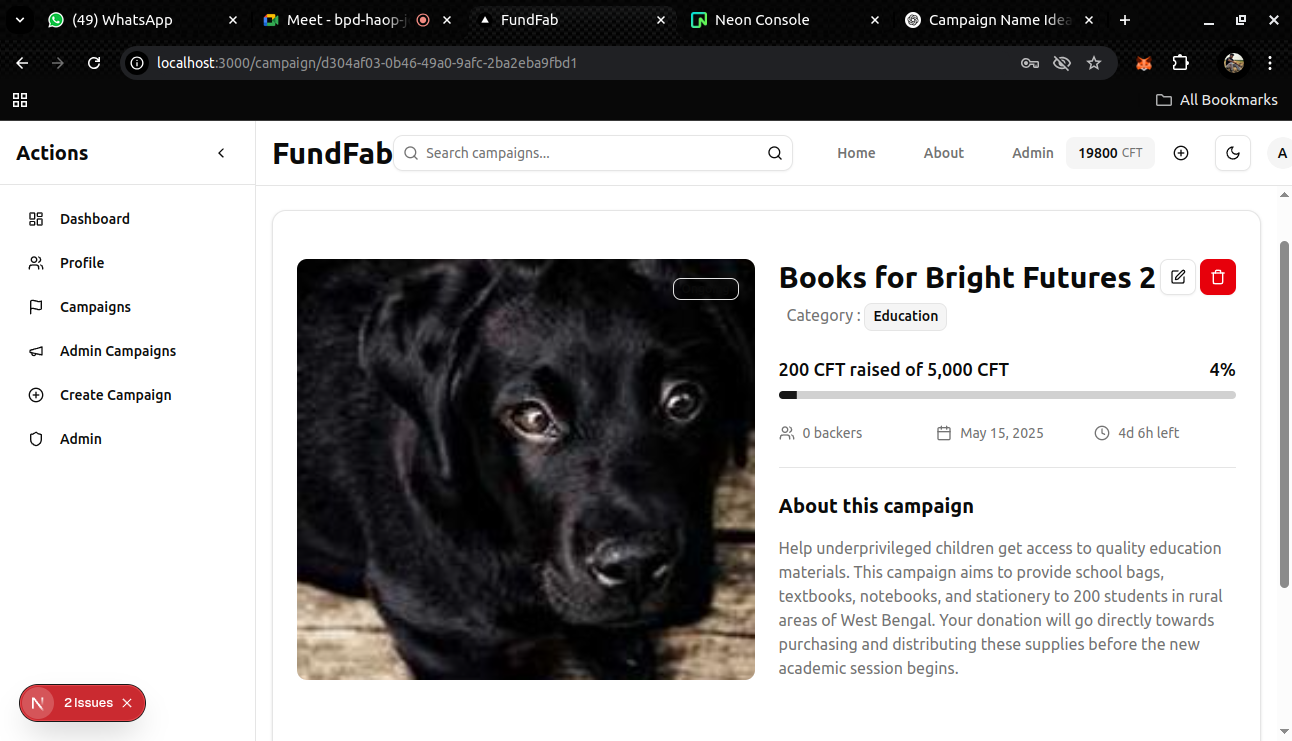 (49) WhatsApp
Meet - bpd-haop-j
FundFab
Neon Console
Campaign Name Idea
localhost:3000/campaign/d304af03-0b46-49a0-9afc-2ba2eba9fbd1
All Bookmarks
Actions
FundFab
Search campaigns...
Home
About
Admin
19800 CFT
A
Dashboard
Profile
Campaigns
Admin Campaigns
Create Campaign
Admin
Books for Bright Futures 2
Category : Education
200 CFT raised of 5,000 CFT
4%
0 backers
May 15, 2025
4d 6h left
About this campaign
Help underprivileged children get access to quality education
materials. This campaign aims to provide school bags,
textbooks, notebooks, and stationery to 200 students in rural
areas of West Bengal. Your donation will go directly towards
purchasing and distributing these supplies before the new
academic session begins.
N
2 Issues